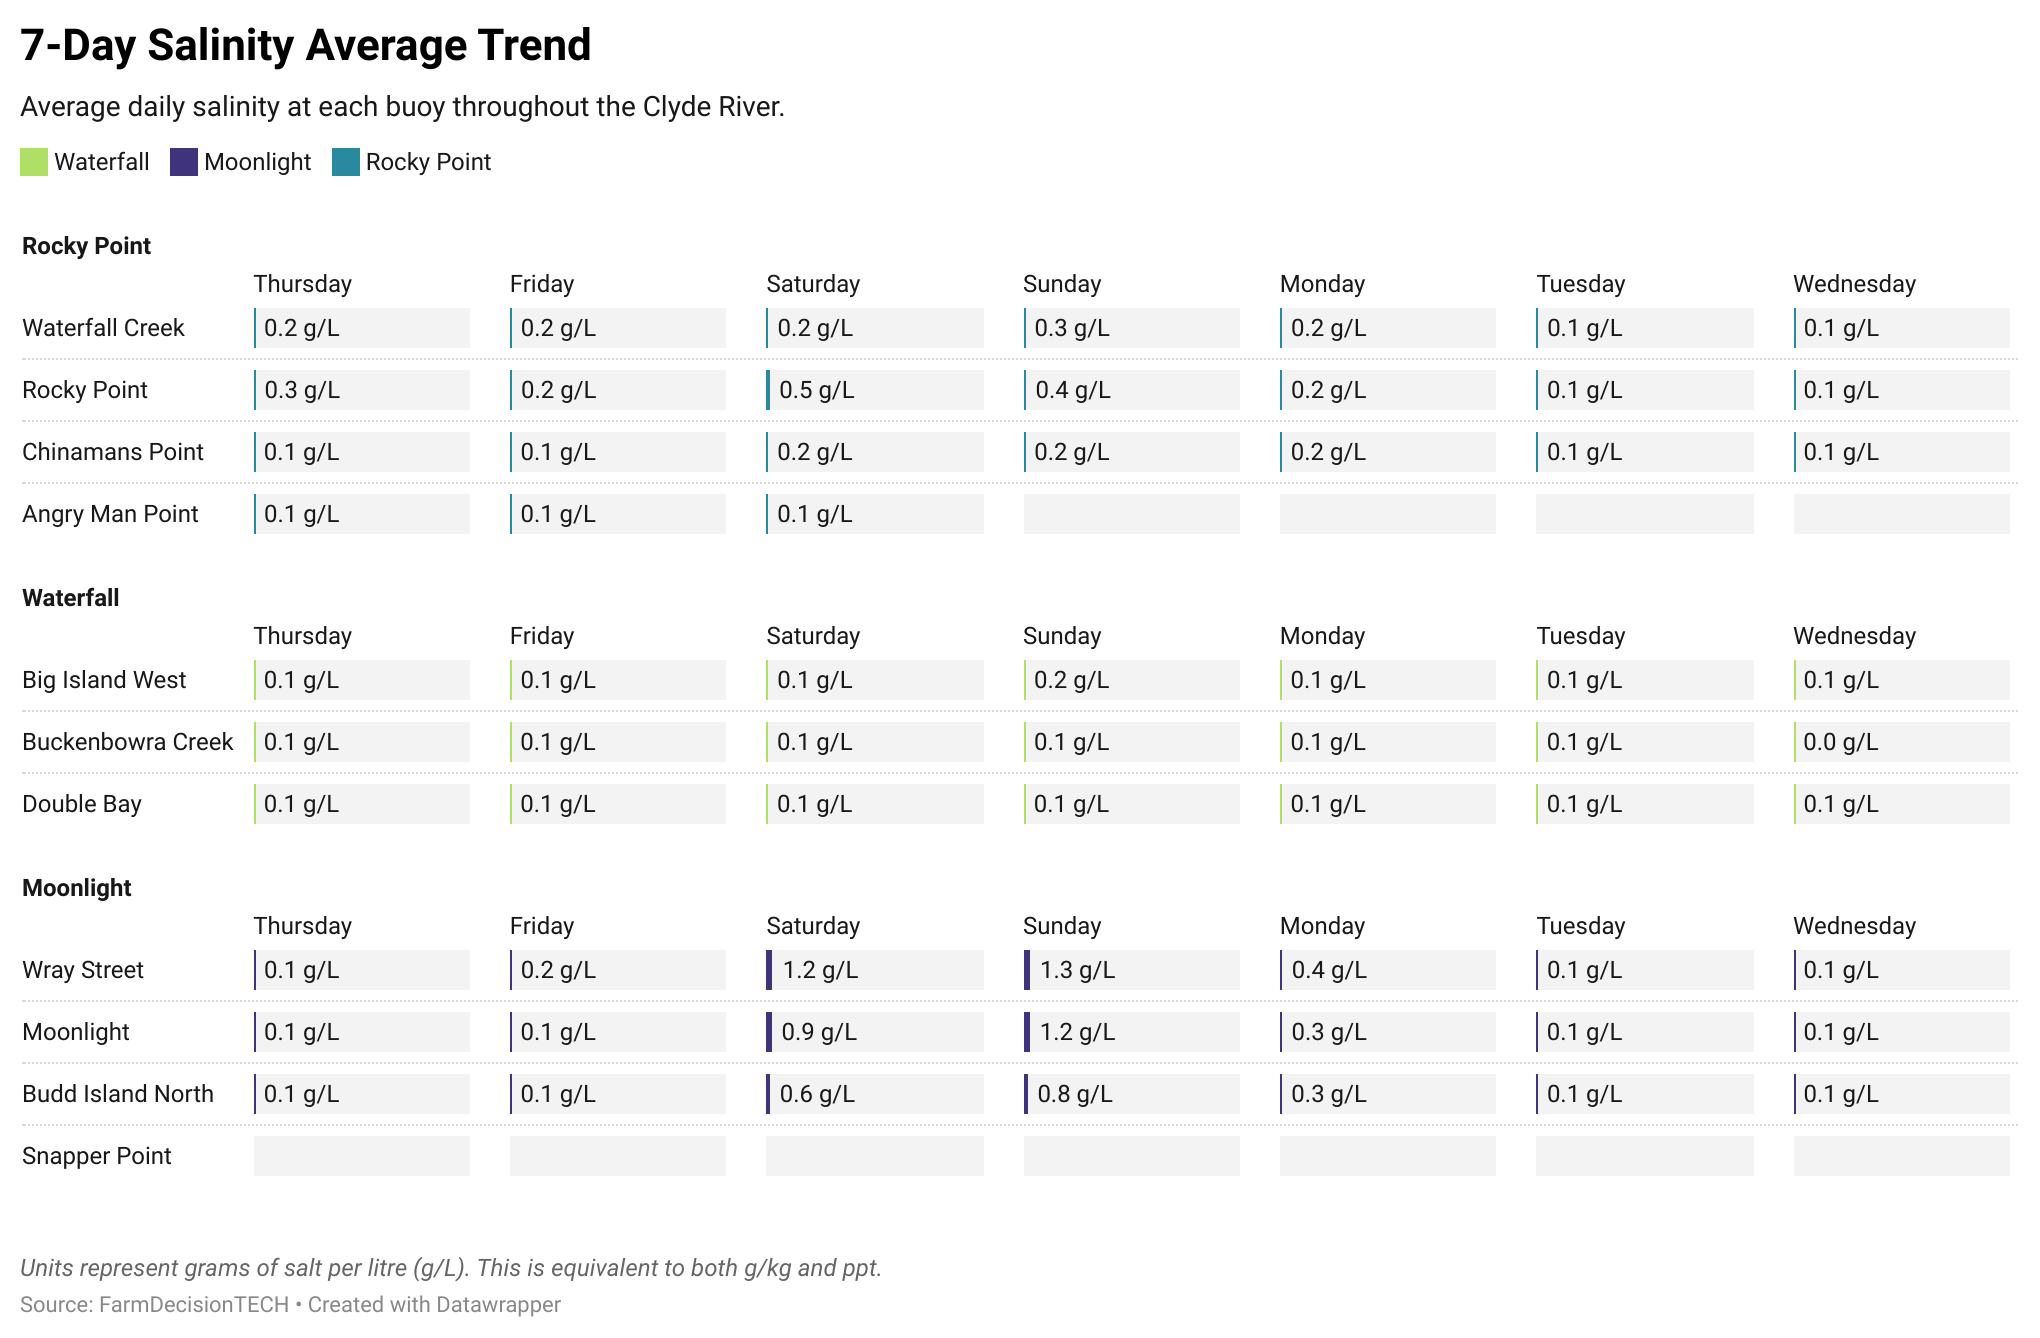 7-Day Salinity Average Trend
Average daily salinity at each buoy throughout the Clyde River.
Waterfall Moonlight Rocky Point
Rocky Point
Thursday Friday Saturday Sunday Monday Tuesday Wednesday
Waterfall Creek 0.2 g/L 0.2 g/L 0.2 g/L 0.3 g/L 0.2 g/L 0.1 g/L 0.1 g/L
Rocky Point 0.3 g/L 0.2 g/L 0.5 g/L 0.4 g/L 0.2 g/L 0.1 g/L 0.1 g/L
Chinamans Point 0.1 g/L 0.1 g/L 0.2 g/L 0.2 g/L 0.2 g/L 0.1 g/L 0.1 g/L
Angry Man Point 0.1 g/L 0.1 g/L 0.1 g/L
Waterfall
Thursday Friday Saturday Sunday Monday Tuesday Wednesday
Big Island West 0.1 g/L 0.1 g/L 0.1 g/L 0.2 g/L 0.1 g/L 0.1 g/L 0.1 g/L
Buckenbowra Creek 0.1 g/L 0.1 g/L 0.1 g/L 0.1 g/L 0.1 g/L 0.1 g/L 0.0 g/L
Double Bay 0.1 g/L 0.1 g/L 0.1 g/L 0.1 g/L 0.1 g/L 0.1 g/L 0.1 g/L
Moonlight
Thursday Friday Saturday Sunday Monday Tuesday Wednesday
Wray Street 0.1 g/L 0.2 g/L 1.2 g/L 1.3 g/L 0.4 g/L 0.1 g/L 0.1 g/L
Moonlight 0.1 g/L 0.1 g/L 0.9 g/L 1.2 g/L 0.3 g/L 0.1 g/L 0.1 g/L
Budd Island North 0.1 g/L 0.1 g/L 0.6 g/L 0.8 g/L 0.3 g/L 0.1 g/L 0.1 g/L
Snapper Point
Units represent grams of salt per litre (g/L). This is equivalent to both g/kg and ppt.
Source: FarmDecisionTECH • Created with Datawrapper